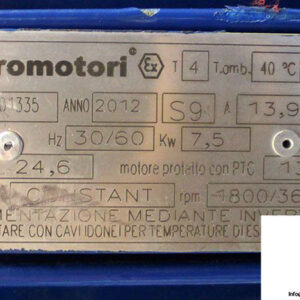 romotori Ex T 4 T.amb. 40 °C
1335 ANNO 2012 S9 A 13,9
Hz 30/60 Kw 7,5
24,6 motore protetto con PTC 1
CONSTANT rpm 1800/36
MENTAZIONE MEDIANTE INVER
TARE CON CAVI IDONEI PER TEMPERATURE DI ES
Info@